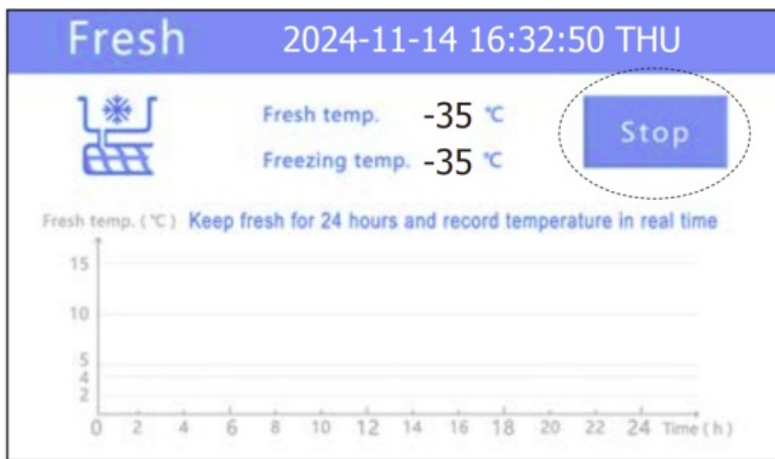 Fresh 2024-11-14 16:32:50 THU
Fresh temp. -35 ℃
Stop
Freezing temp. -35 ℃
Fresh temp. (℃) Keep fresh for 24 hours and record temperature in real time
15
10
5
4
2
0 2 4 6 8 10 12 14 16 18 20 22 24 Time(h)